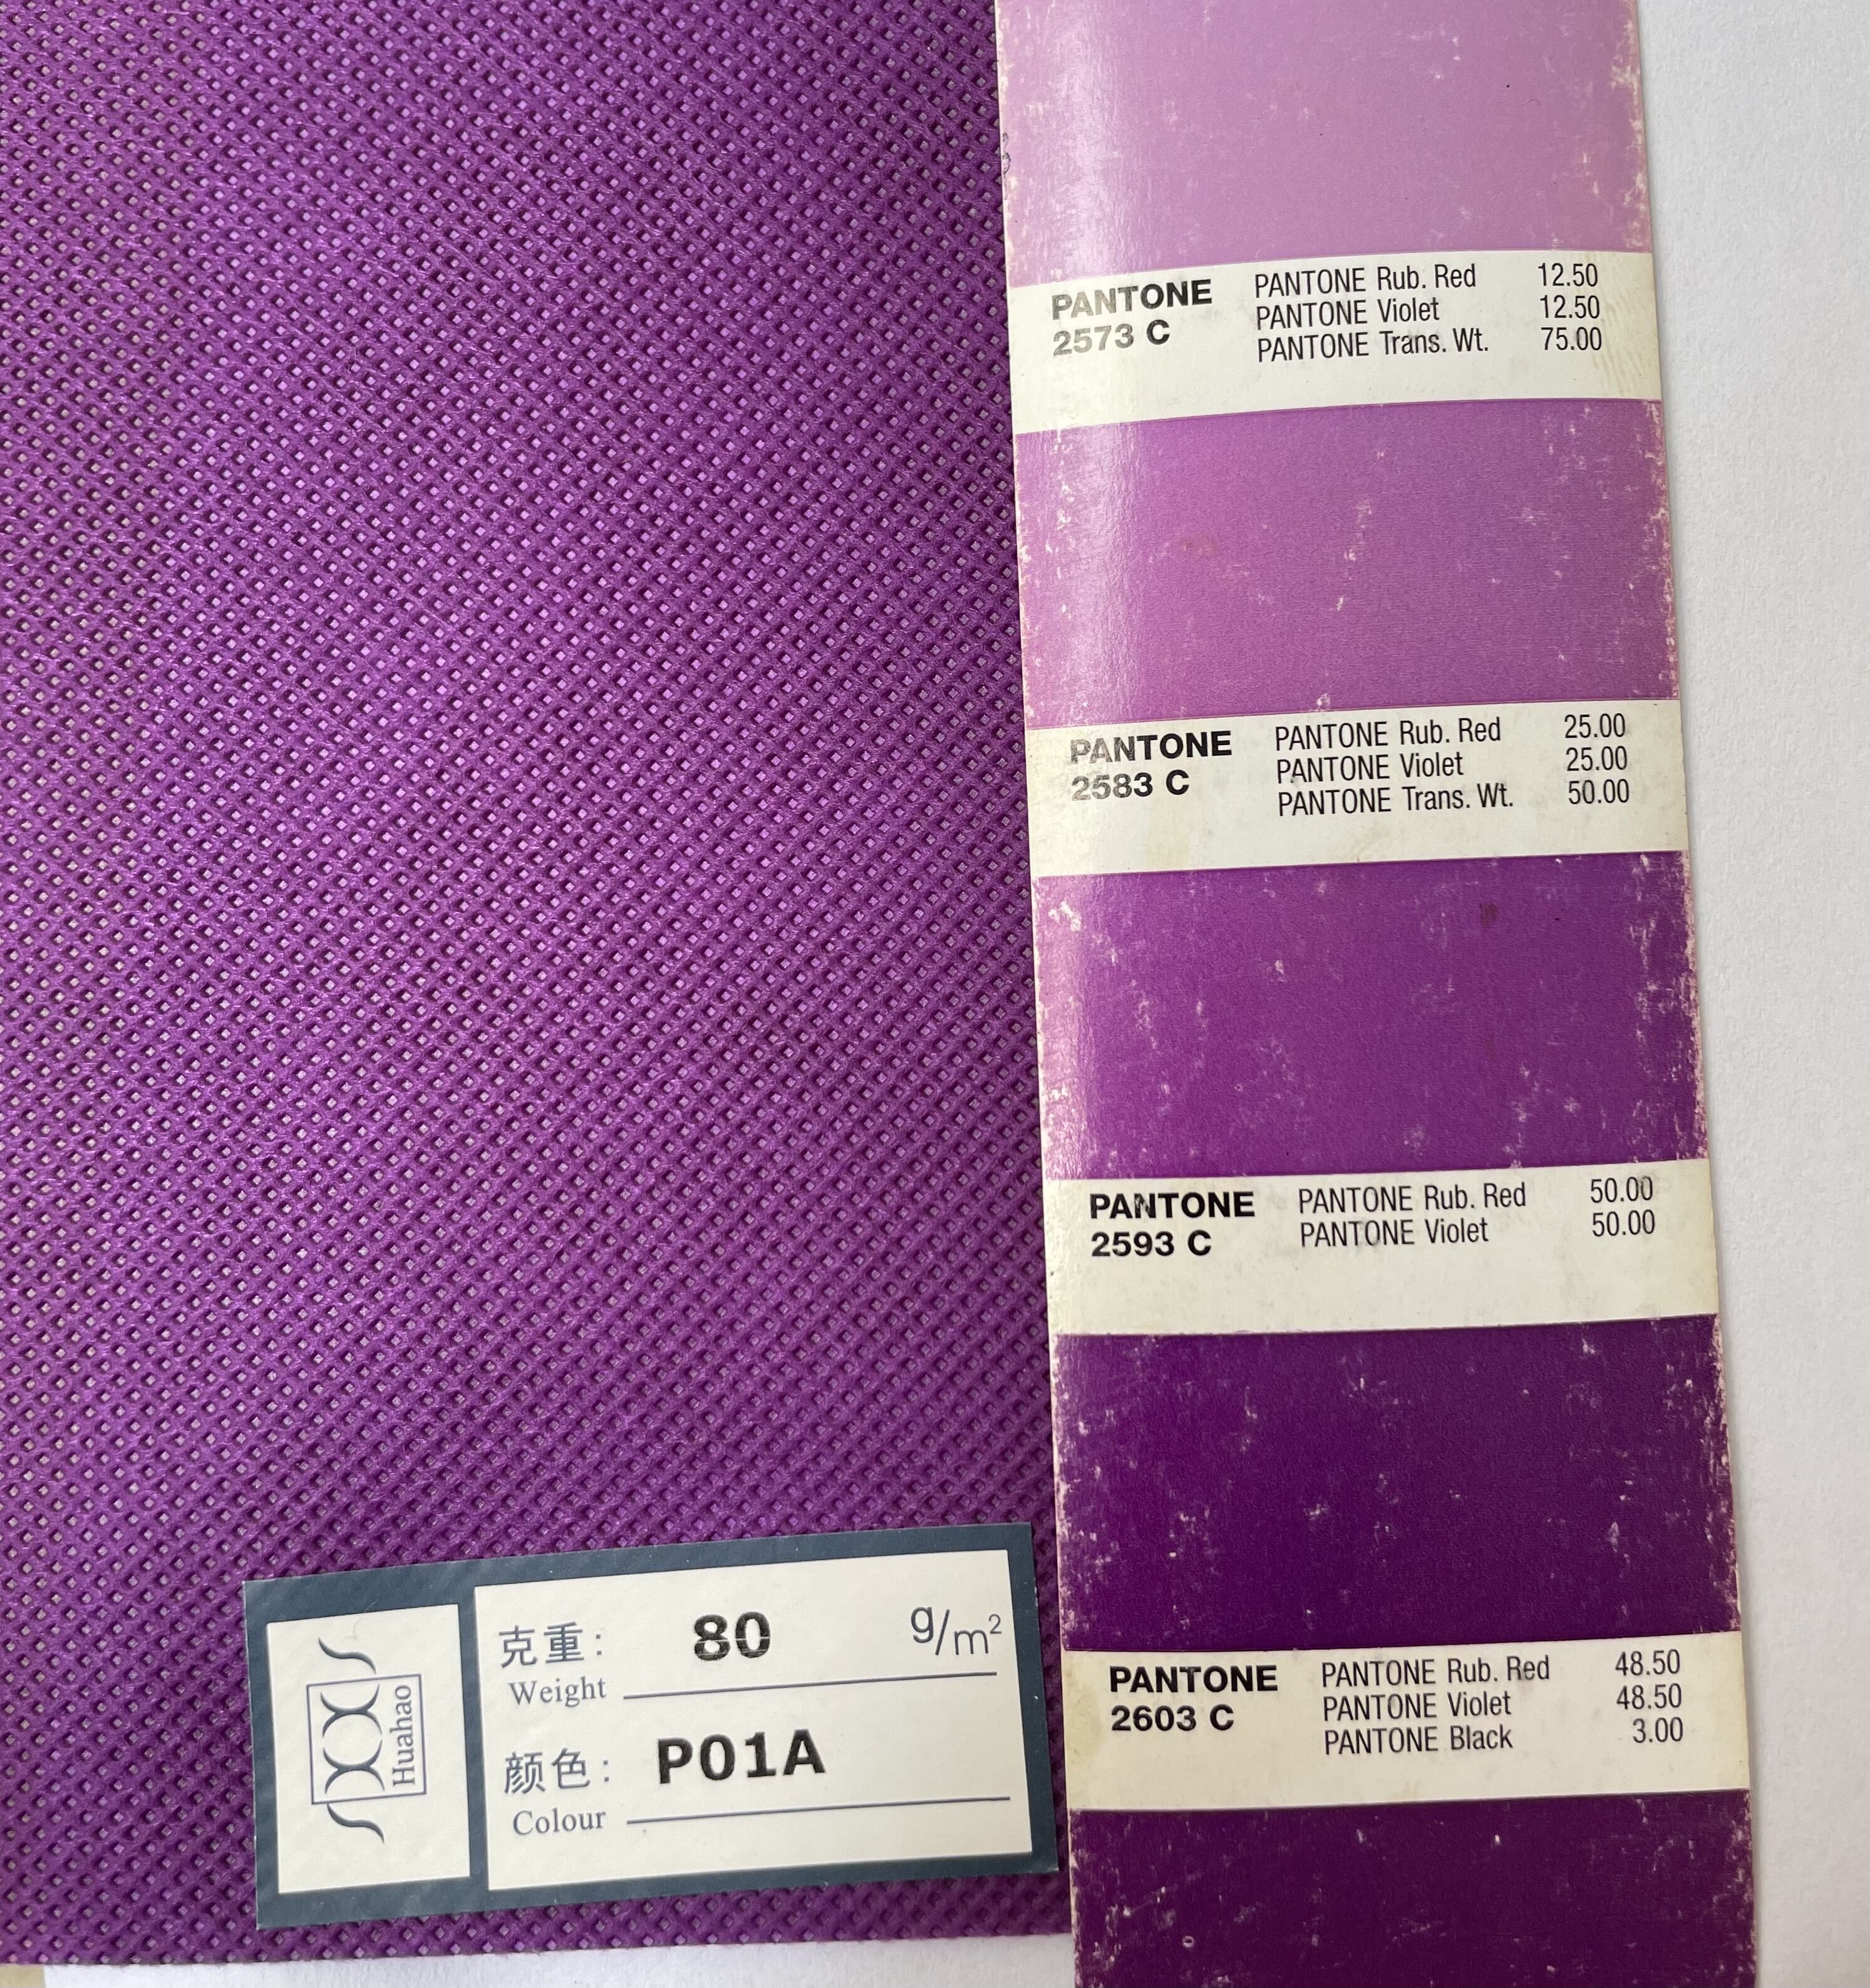 PANTONE
2573 C
PANTONE Rub. Red 12.50
PANTONE Violet 12.50
PANTONE Trans. Wt. 75.00
PANTONE
2583 C
PANTONE Rub. Red 25.00
PANTONE Violet 25.00
PANTONE Trans. Wt. 50.00
PANTONE
2593 C
PANTONE Rub. Red 50.00
PANTONE Violet 50.00
PANTONE
2603 C
PANTONE Rub. Red 48.50
PANTONE Violet 48.50
PANTONE Black 3.00
Huahao
克重: 80 g/m²
Weight
颜色: P01A
Colour